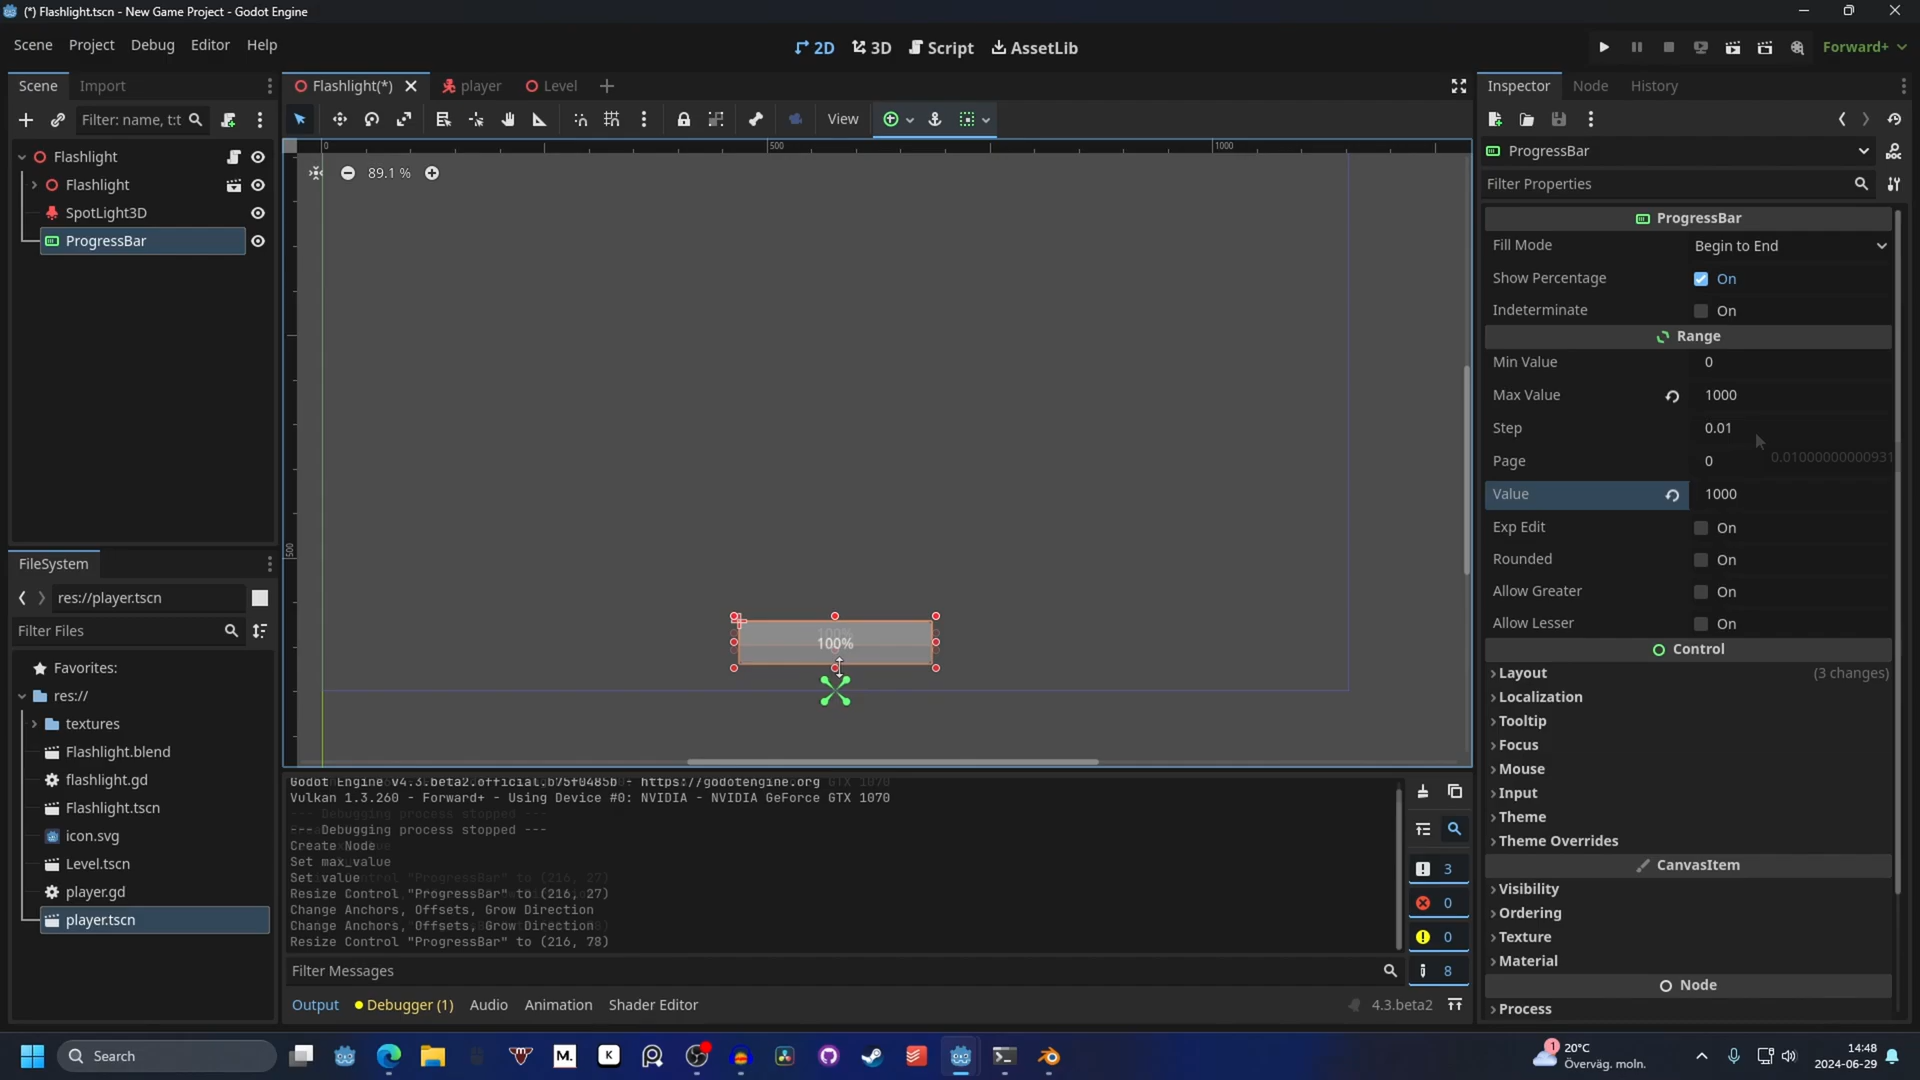 (*) Flashlight.tscn - New Game Project - Godot Engine
Scene Project Debug Editor Help
2D 3D Script AssetLib
Forward+
Scene Import
Flashlight(*) player Level
Inspector Node History
Filter: name, t:t
View
ProgressBar
Flashlight
Flashlight
SpotLight3D
ProgressBar
0 500 1000
89.1 %
500
100%
100%
Filter Properties
ProgressBar
Fill Mode Begin to End
Show Percentage On
Indeterminate On
Range
Min Value 0
Max Value 1000
Step 0.01
0.01000000000931
Page 0
Value 1000
Exp Edit On
Rounded On
Allow Greater On
Allow Lesser On
Control
Layout (3 changes)
Localization
Tooltip
Focus
Mouse
Input
Theme
Theme Overrides
CanvasItem
Visibility
Ordering
Texture
Material
Node
Process
FileSystem
res://player.tscn
Filter Files
Favorites:
res://
textures
Flashlight.blend
flashlight.gd
Flashlight.tscn
icon.svg
Level.tscn
player.gd
player.tscn
Godot Engine v4.3.beta2.official.b75f0485b - https://godotengine.org
Vulkan 1.3.260 - Forward+ - Using Device #0: NVIDIA - NVIDIA GeForce GTX 1070
--- Debugging process stopped ---
Create Node
Set max_value
Set value
Resize Control "ProgressBar" to (216, 27)
Change Anchors, Offsets, Grow Direction
Change Anchors, Offsets, Grow Direction
Resize Control "ProgressBar" to (216, 78)
3
0
0
8
Filter Messages
Output Debugger (1) Audio Animation Shader Editor
4.3.beta2
Search
M.
K
1
20°C
Överväg. moln.
14:48
2024-06-29